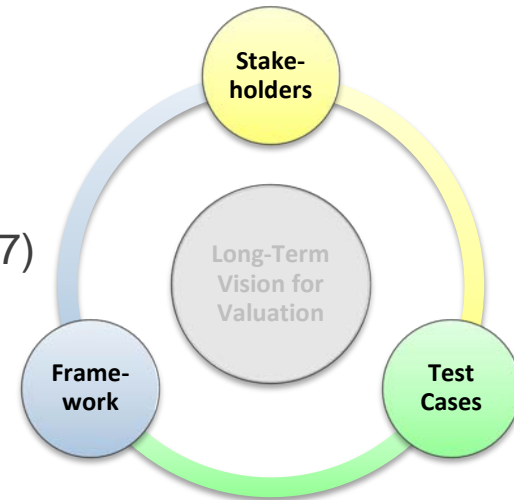 Stake-
holders
7)
Long-Term
Vision for
Valuation
Frame-
work
Test
Cases